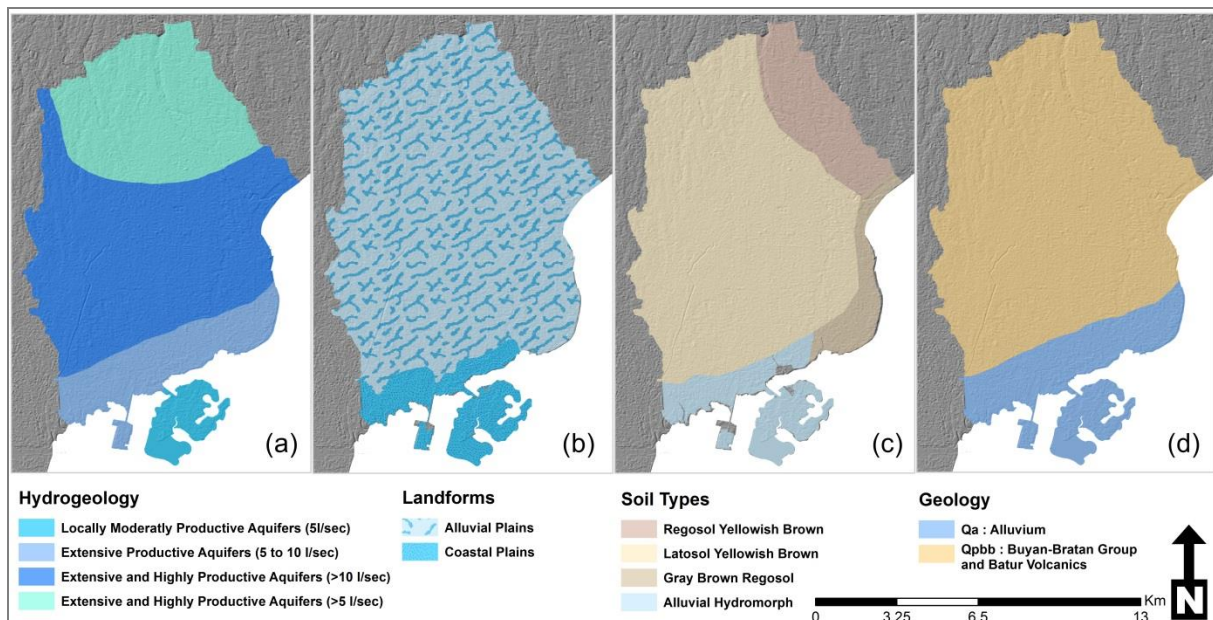 (a)
(b)
(c)
(d)
Hydrogeology
Locally Moderatly Productive Aquifers (5l/sec)
Extensive Productive Aquifers (5 to 10 l/sec)
Extensive and Highly Productive Aquifers (>10 l/sec)
Extensive and Highly Productive Aquifers (>5 l/sec)
Landforms
Alluvial Plains
Coastal Plains
Soil Types
Regosol Yellowish Brown
Latosol Yellowish Brown
Gray Brown Regosol
Alluvial Hydromorph
Geology
Qa : Alluvium
Qpbb : Buyan-Bratan Group
and Batur Volcanics
Km
0 3.25 6.5 13
N